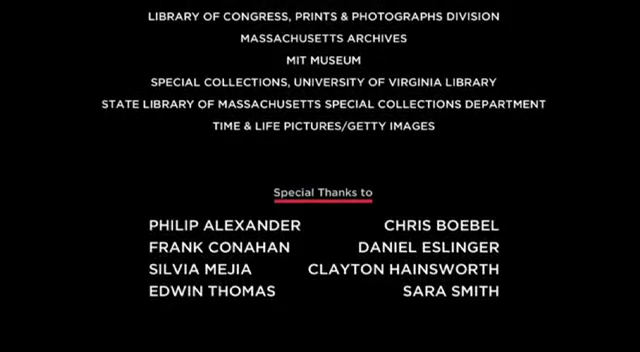 LIBRARY OF CONGRESS, PRINTS & PHOTOGRAPHS DIVISION
MASSACHUSETTS ARCHIVES
MIT MUSEUM
SPECIAL COLLECTIONS, UNIVERSITY OF VIRGINIA LIBRARY
STATE LIBRARY OF MASSACHUSETTS SPECIAL COLLECTIONS DEPARTMENT
TIME & LIFE PICTURES/GETTY IMAGES
Special Thanks to
PHILIP ALEXANDER CHRIS BOEBEL
FRANK CONAHAN DANIEL ESLINGER
SILVIA MEJIA CLAYTON HAINSWORTH
EDWIN THOMAS SARA SMITH